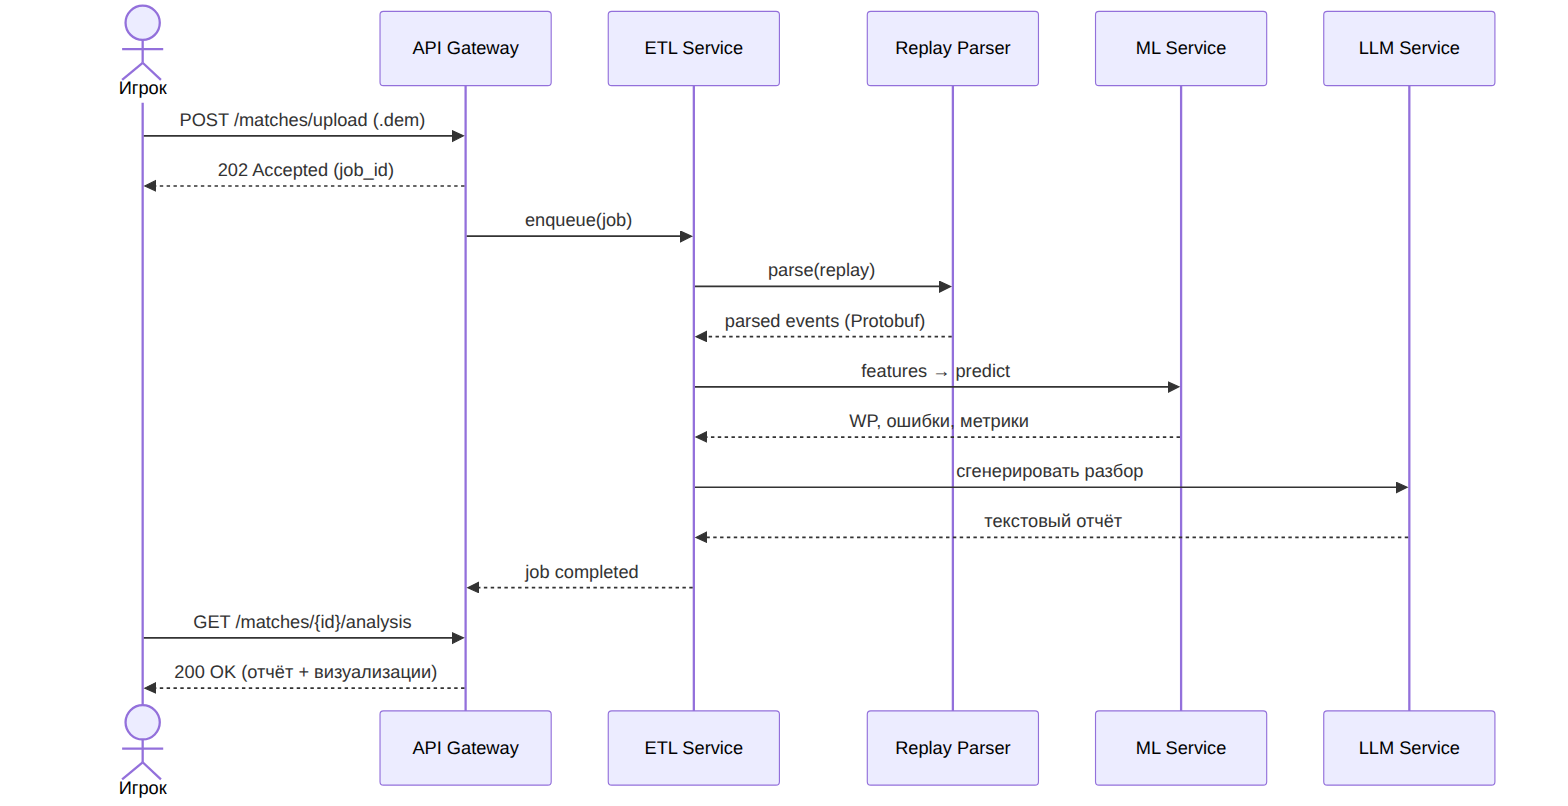 API Gateway
ETL Service
Replay Parser
ML Service
LLM Service
Игрок
POST /matches/upload (.dem)
202 Accepted (job_id)
enqueue(job)
parse(replay)
parsed events (Protobuf)
features → predict
WP, ошибки, метрики
сгенерировать разбор
текстовый отчёт
job completed
GET /matches/{id}/analysis
200 OK (отчёт + визуализации)
API Gateway
ETL Service
Replay Parser
ML Service
LLM Service
Игрок